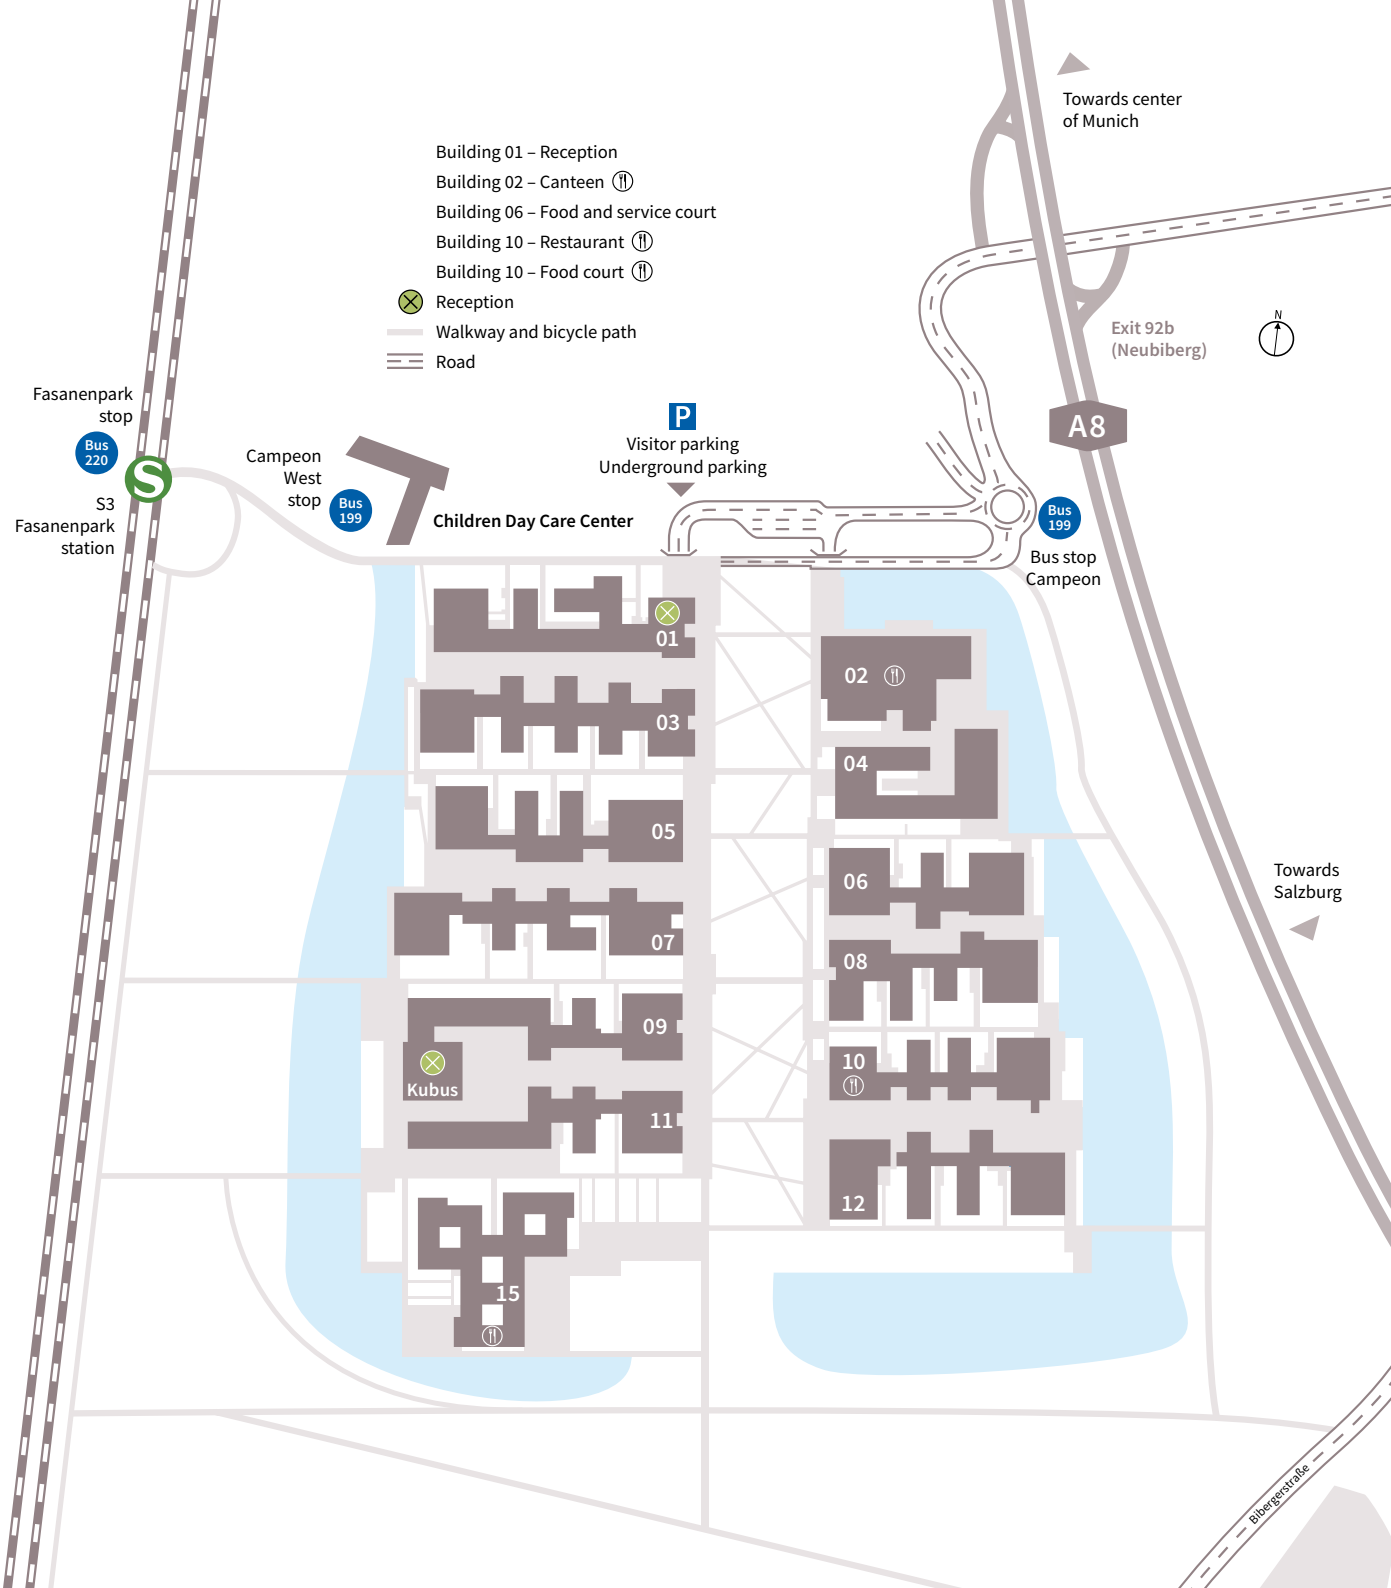 Towards center
of Munich
Building 01 – Reception
Building 02 – Canteen
Building 06 – Food and service court
Building 10 – Restaurant
Building 10 – Food court
Reception
Walkway and bicycle path
Road
N
Exit 92b
(Neubiberg)
A8
Fasanenpark
stop
Bus
220
S
S3
Fasanenpark
station
Campeon
West
stop
Bus
199
Children Day Care Center
P
Visitor parking
Underground parking
Bus
199
Bus stop
Campeon
01
02
03
04
05
06
07
08
09
10
Kubus
11
12
15
Towards
Salzburg
Bibergerstraße